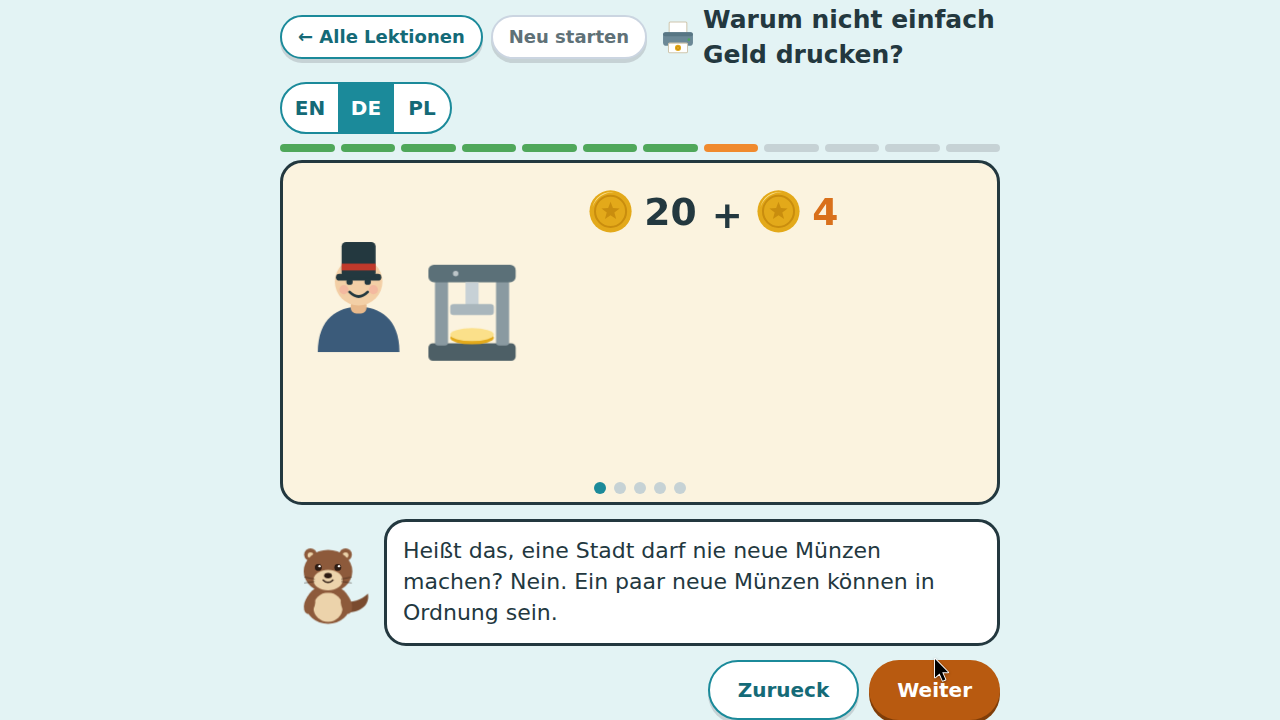 ← Alle Lektionen
Neu starten
Warum nicht einfach
Geld drucken?
EN DE PL
20 + 4
Heißt das, eine Stadt darf nie neue Münzen
machen? Nein. Ein paar neue Münzen können in
Ordnung sein.
Zurueck
Weiter